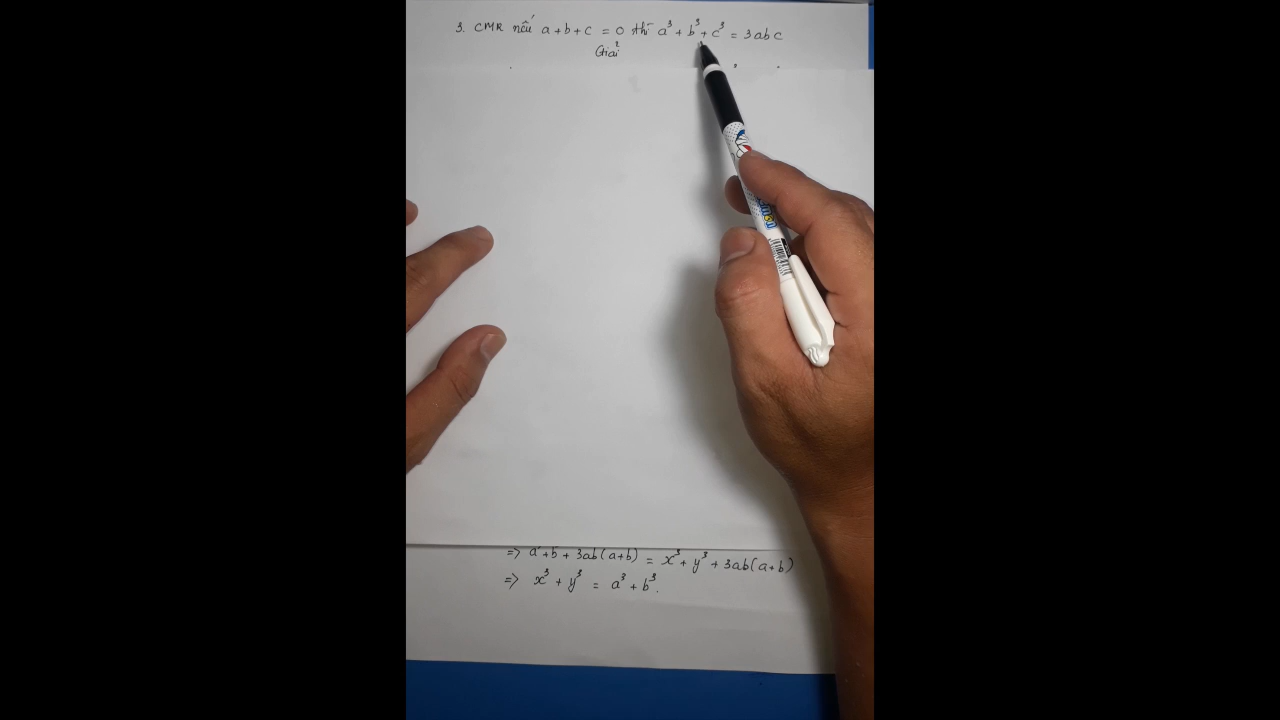 3. CMR nếu a+b+c = 0 thì a³ + b³ + c³ = 3abc
Giải
=> a³+b³+3ab(a+b) = x³+y³+3ab(a+b)
=> x³+y³ = a³+b³.